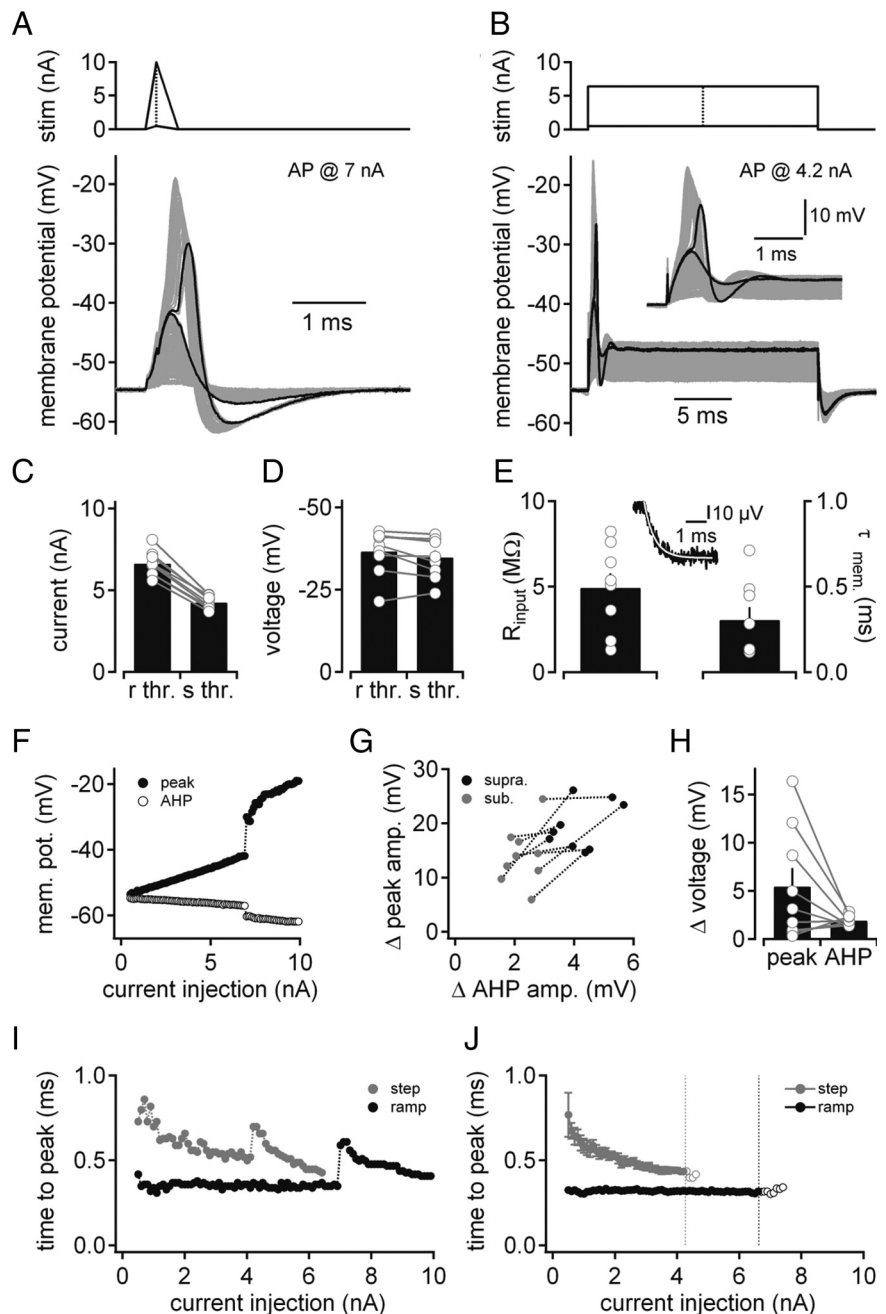 A
stim (nA)
10
5
0
membrane potential (mV)
-20
-30
-40
-50
-60
AP @ 7 nA
1 ms
B
stim (nA)
10
5
0
membrane potential (mV)
-20
-30
-40
-50
-60
AP @ 4.2 nA
10 mV
1 ms
5 ms
C
current (nA)
10
5
0
r thr. s thr.
D
voltage (mV)
-50
-25
0
r thr. s thr.
E
R input (MΩ)
10
5
0
10 µV
1 ms
1.0
0.5
0.0
τ mem. (ms)
F
mem. pot. (mV)
-20
-40
-60
peak
AHP
0 5 10
current injection (nA)
G
Δ peak amp. (mV)
30
20
10
0
supra.
sub.
0 2 4 6
Δ AHP amp. (mV)
H
Δ voltage (mV)
15
10
5
0
peak AHP
I
time to peak (ms)
1.0
0.5
0.0
step
ramp
0 2 4 6 8 10
current injection (nA)
J
time to peak (ms)
1.0
0.5
0.0
step
ramp
0 2 4 6 8 10
current injection (nA)